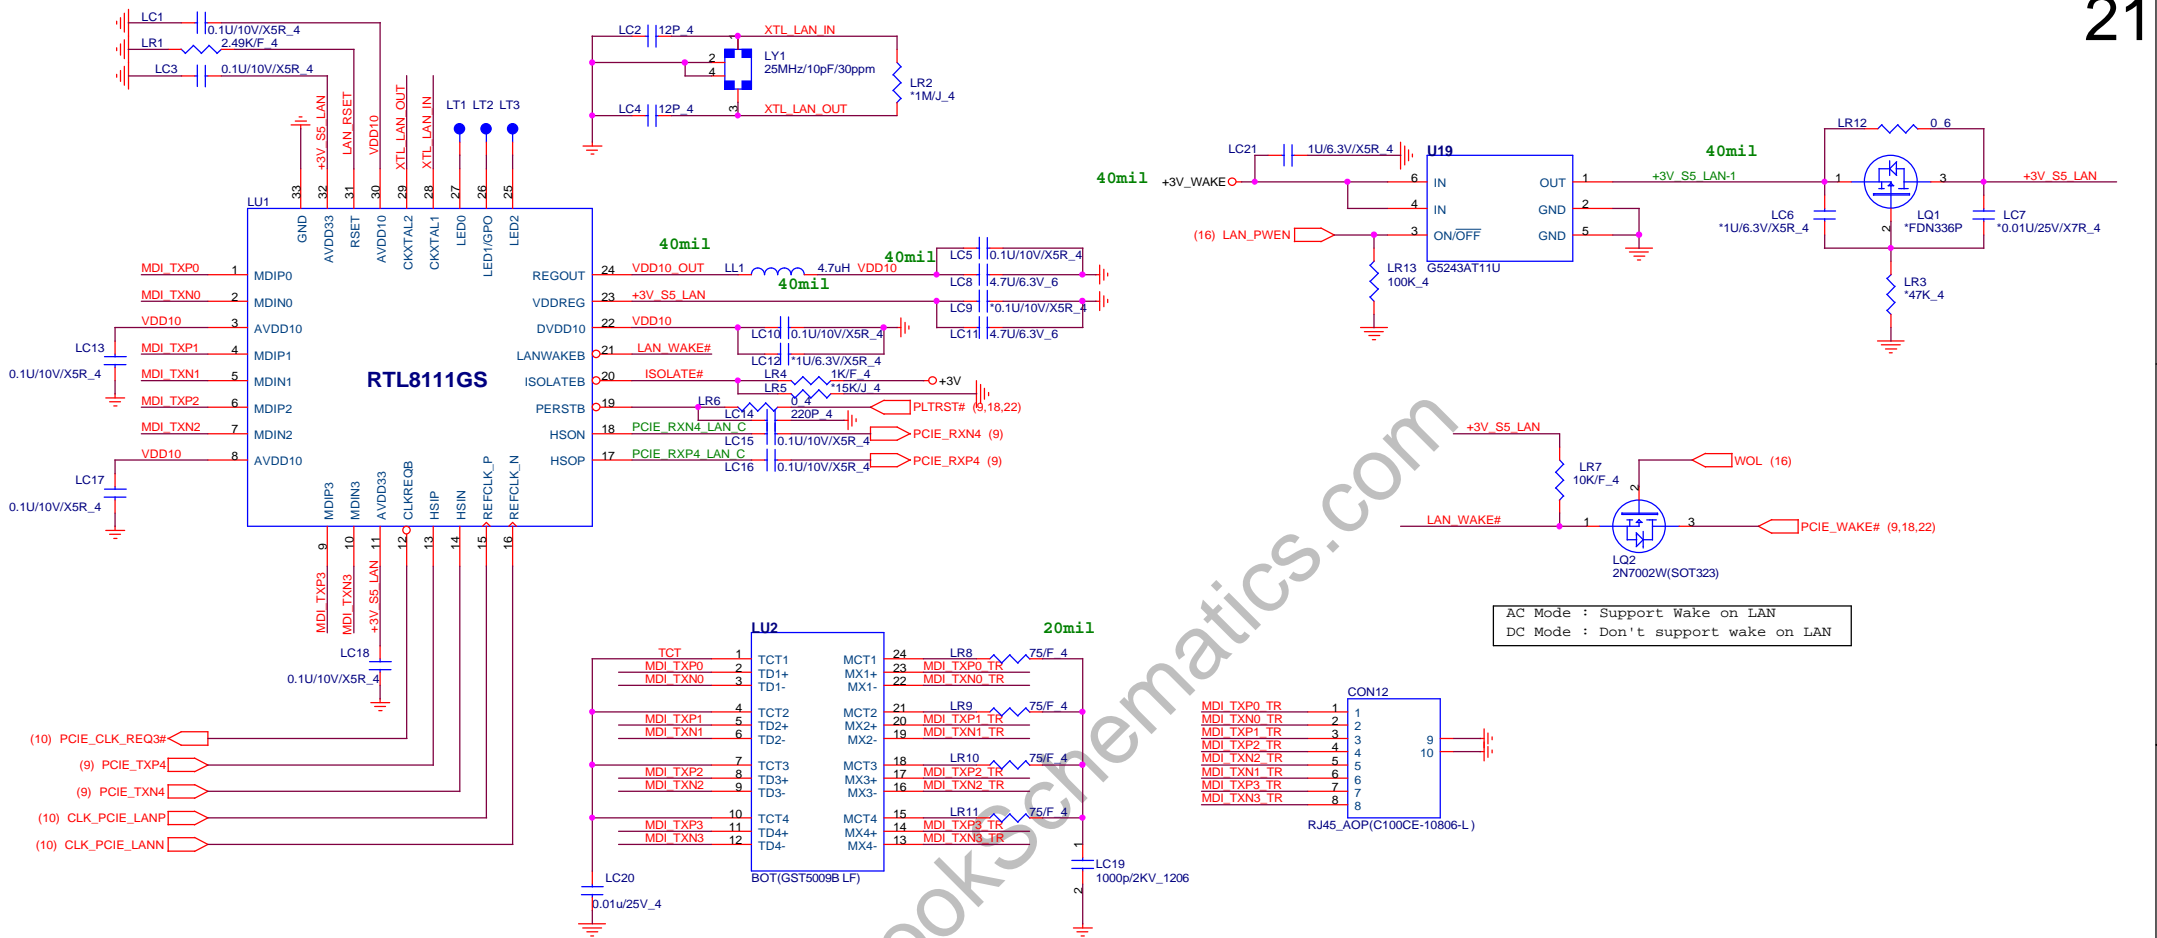 21
LC1
0.1U/10V/X5R_4
LR1
2.49K/F_4
LC3
0.1U/10V/X5R_4
+3V_S5_LAN
LAN_RSET
VDD10
XTL_LAN_OUT
XTL_LAN_IN
LT1 LT2 LT3
33 32 31 30 29 28 27 26 25
LU1
GND AVDD33 RSET AVDD10 CKXTAL2 CKXTAL1 LED0 LED1/GPO LED2
MDI_TXP0 1 MDIP0
MDI_TXN0 2 MDIN0
VDD10 3 AVDD10
MDI_TXP1 4 MDIP1
MDI_TXN1 5 MDIN1
MDI_TXP2 6 MDIP2
MDI_TXN2 7 MDIN2
VDD10 8 AVDD10
LC13
0.1U/10V/X5R_4
LC17
0.1U/10V/X5R_4
RTL8111GS
REGOUT 24 VDD10_OUT LL1 4.7uH VDD10
VDDREG 23 +3V_S5_LAN
DVDD10 22 VDD10
LANWAKEB 21 LAN_WAKE#
ISOLATEB 20 ISOLATE#
PERSTB 19
HSON 18 PCIE_RXN4_LAN_C
HSOP 17 PCIE_RXP4_LAN_C
40mil
40mil
40mil
LC5 0.1U/10V/X5R_4
LC8 4.7U/6.3V_6
LC9 *0.1U/10V/X5R_4
LC11 4.7U/6.3V_6
LC10 0.1U/10V/X5R_4
LC12 *1U/6.3V/X5R_4
LR4 1K/F_4 +3V
LR5 *15K/J_4
LR6 0_4 PLTRST# (9,18,22)
LC14 220P_4
LC15 0.1U/10V/X5R_4 PCIE_RXN4 (9)
LC16 0.1U/10V/X5R_4 PCIE_RXP4 (9)
MDIP3 MDIN3 AVDD33 CLKREQB HSIP HSIN REFCLK_P REFCLK_N
9 10 11 12 13 14 15 16
MDI_TXP3
MDI_TXN3
+3V_S5_LAN
LC18
0.1U/10V/X5R_4
(10) PCIE_CLK_REQ3#
(9) PCIE_TXP4
(9) PCIE_TXN4
(10) CLK_PCIE_LANP
(10) CLK_PCIE_LANN
LC2 12P_4 XTL_LAN_IN
1
2
4
3
LY1
25MHz/10pF/30ppm
LR2
*1M/J_4
LC4 12P_4 XTL_LAN_OUT
LU2
20mil
TCT 1 TCT1 MCT1 24 LR8 75/F_4
MDI_TXP0 2 TD1+ MX1+ 23 MDI_TXP0_TR
MDI_TXN0 3 TD1- MX1- 22 MDI_TXN0_TR
4 TCT2 MCT2 21 LR9 75/F_4
MDI_TXP1 5 TD2+ MX2+ 20 MDI_TXP1_TR
MDI_TXN1 6 TD2- MX2- 19 MDI_TXN1_TR
7 TCT3 MCT3 18 LR10 75/F_4
MDI_TXP2 8 TD3+ MX3+ 17 MDI_TXP2_TR
MDI_TXN2 9 TD3- MX3- 16 MDI_TXN2_TR
10 TCT4 MCT4 15 LR11 75/F_4
MDI_TXP3 11 TD4+ MX4+ 14 MDI_TXP3_TR
MDI_TXN3 12 TD4- MX4- 13 MDI_TXN3_TR
BOT(GST5009B LF)
LC20
0.01u/25V_4
1
LC19
1000p/2KV_1206
2
40mil
+3V_WAKE
LC21 1U/6.3V/X5R_4
U19
6 IN OUT 1
4 IN GND 2
(16) LAN_PWEN 3 ON/OFF GND 5
G5243AT11U
LR13
100K_4
40mil
+3V_S5_LAN-1
LR12 0_6
1 3
2
LQ1
*FDN336P
+3V_S5_LAN
LC6
*1U/6.3V/X5R_4
LC7
*0.01U/25V/X7R_4
LR3
*47K_4
+3V_S5_LAN
LR7
10K/F_4
WOL (16)
2
LAN_WAKE# 1 3 PCIE_WAKE# (9,18,22)
LQ2
2N7002W(SOT323)
AC Mode : Support Wake on LAN
DC Mode : Don't support wake on LAN
CON12
MDI_TXP0_TR 1 1
MDI_TXN0_TR 2 2
MDI_TXP1_TR 3 3 9
MDI_TXP2_TR 4 4 10
MDI_TXN2_TR 5 5
MDI_TXN1_TR 6 6
MDI_TXP3_TR 7 7
MDI_TXN3_TR 8 8
RJ45_AOP(C100CE-10806-L )
ookSchematics.com